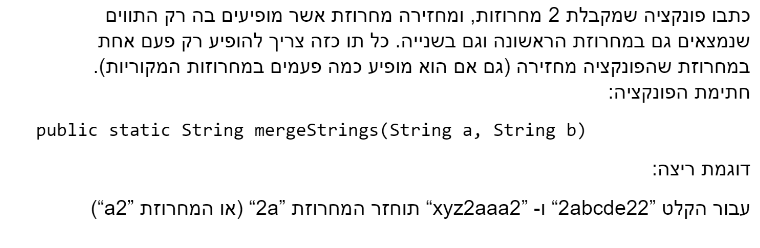 כתבו פונקציה שמקבלת 2 מחרוזות, ומחזירה מחרוזת אשר מופיעים בה רק התווים
שנמצאים גם במחרוזת הראשונה וגם בשנייה. כל תו כזה צריך להופיע רק פעם אחת
במחרוזת שהפונקציה מחזירה (גם אם הוא מופיע כמה פעמים במחרוזות המקוריות).
חתימת הפונקציה:
public static String mergeStrings(String a, String b)
דוגמת ריצה:
עבור הקלט "2abcde22" ו- "xyz2aaa2" תוחזר המחרוזת "2a" (או המחרוזת "a2")